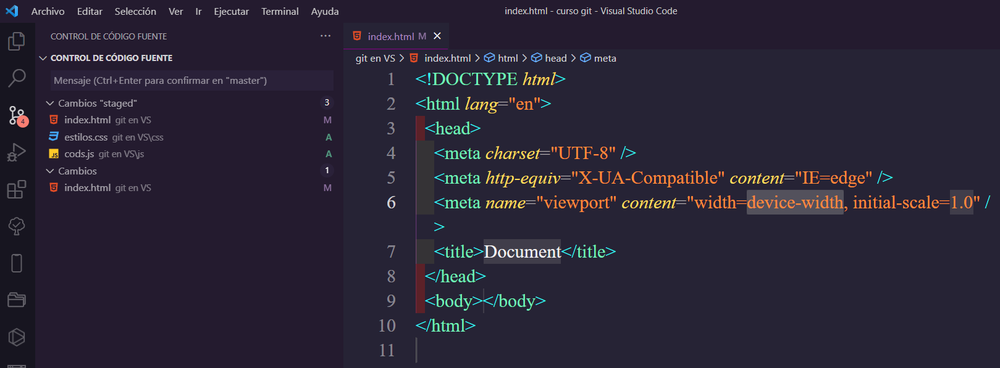 Archivo Editar Selección Ver Ir Ejecutar Terminal Ayuda
index.html - curso git - Visual Studio Code
CONTROL DE CÓDIGO FUENTE ···
CONTROL DE CÓDIGO FUENTE
Mensaje (Ctrl+Enter para confirmar en "master")
Cambios "staged" 3
index.html git en VS M
estilos.css git en VS\css A
JS cods.js git en VS\js A
Cambios 1
index.html git en VS M
4
index.html M
git en VS > index.html > html > head > meta
1 <!DOCTYPE html>
2 <html lang="en">
3 <head>
4 <meta charset="UTF-8" />
5 <meta http-equiv="X-UA-Compatible" content="IE=edge" />
6 <meta name="viewport" content="width=device-width, initial-scale=1.0" /
>
7 <title>Document</title>
8 </head>
9 <body></body>
10 </html>
11